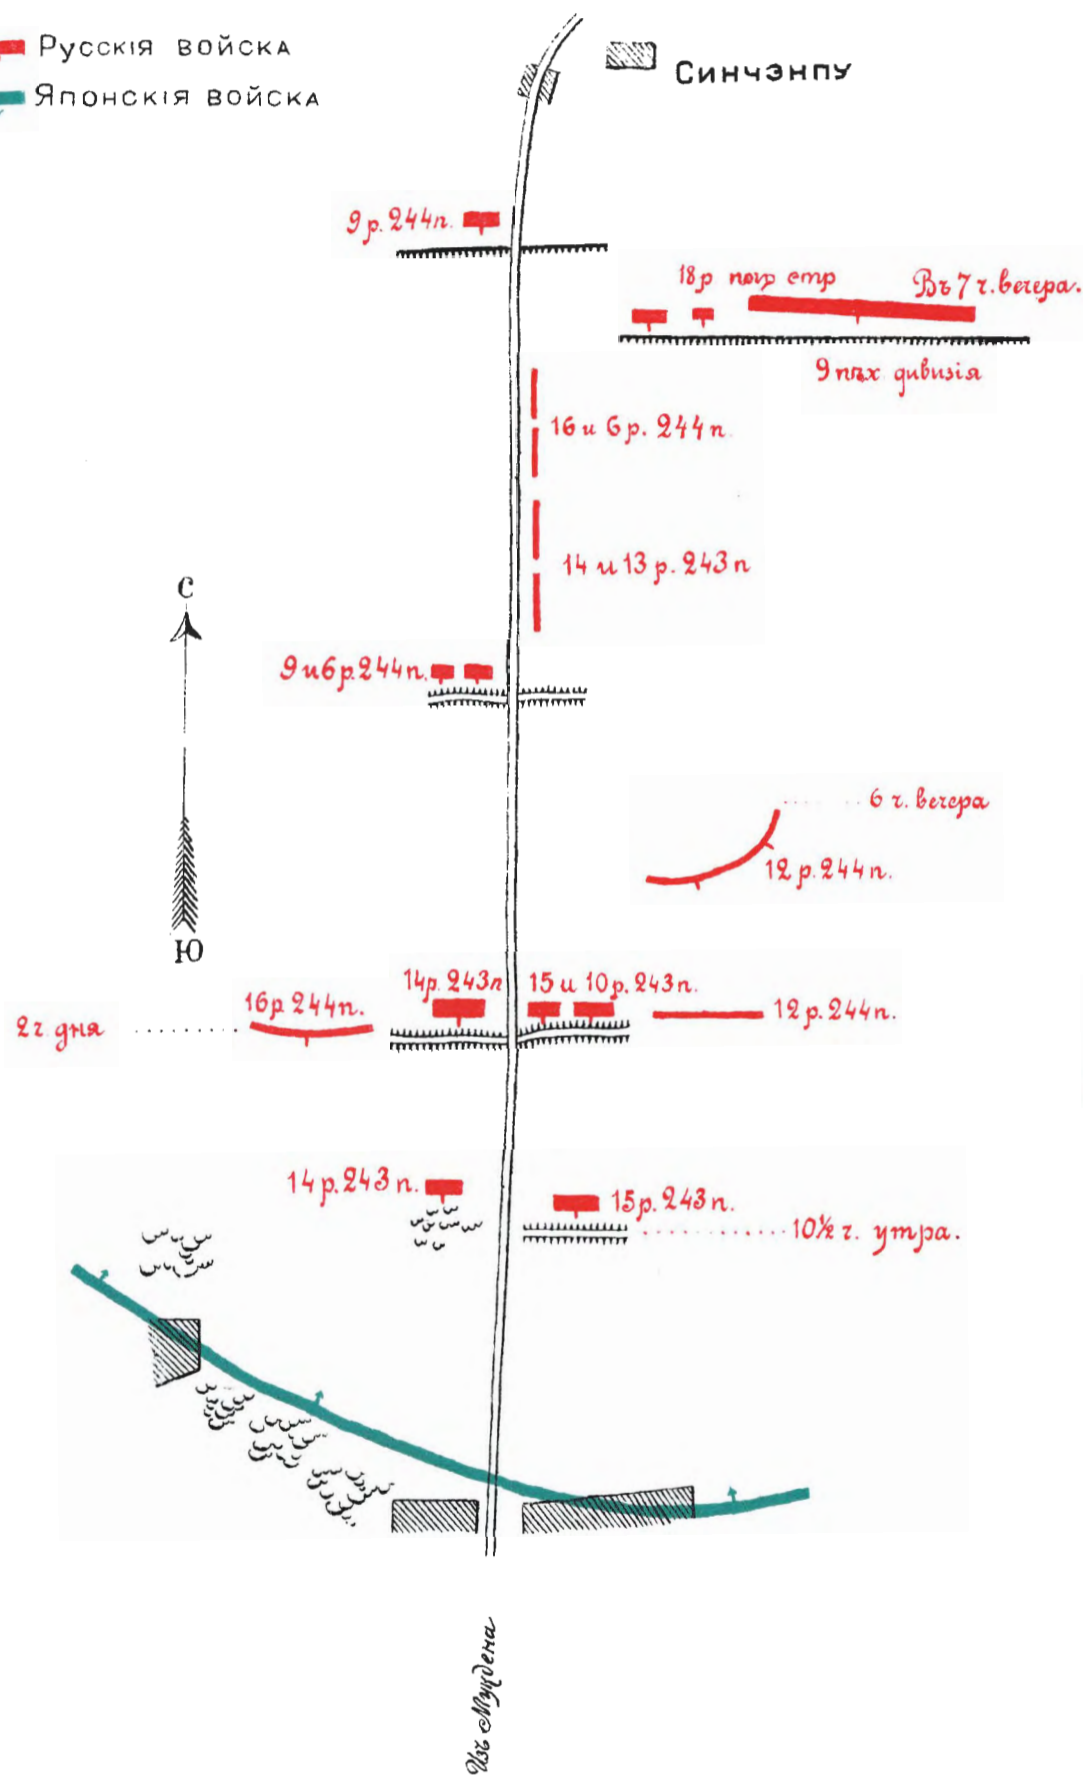 Русскія войска
Японскія войска
Синчэнпу
9 р. 244 п.
18 р погр стр
Въ 7 ч. вечера.
9 пѣх дивизія
16 и 6 р. 244 п.
14 и 13 р. 243 п
С
9 и 6 р. 244 п.
Ю
6 ч. вечера
12 р. 244 п.
14 р. 243 п
15 и 10 р. 243 п.
16 р 244 п.
12 р. 244 п.
2 ч. дня
14 р. 243 п.
15 р. 243 п.
10½ ч. утра.
Изъ Мукдена